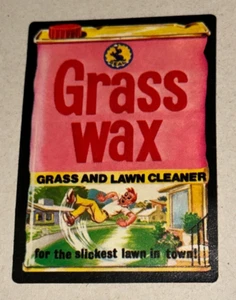 Grass
wax
GRASS AND LAWN CLEANER
for the slickest lawn in town!